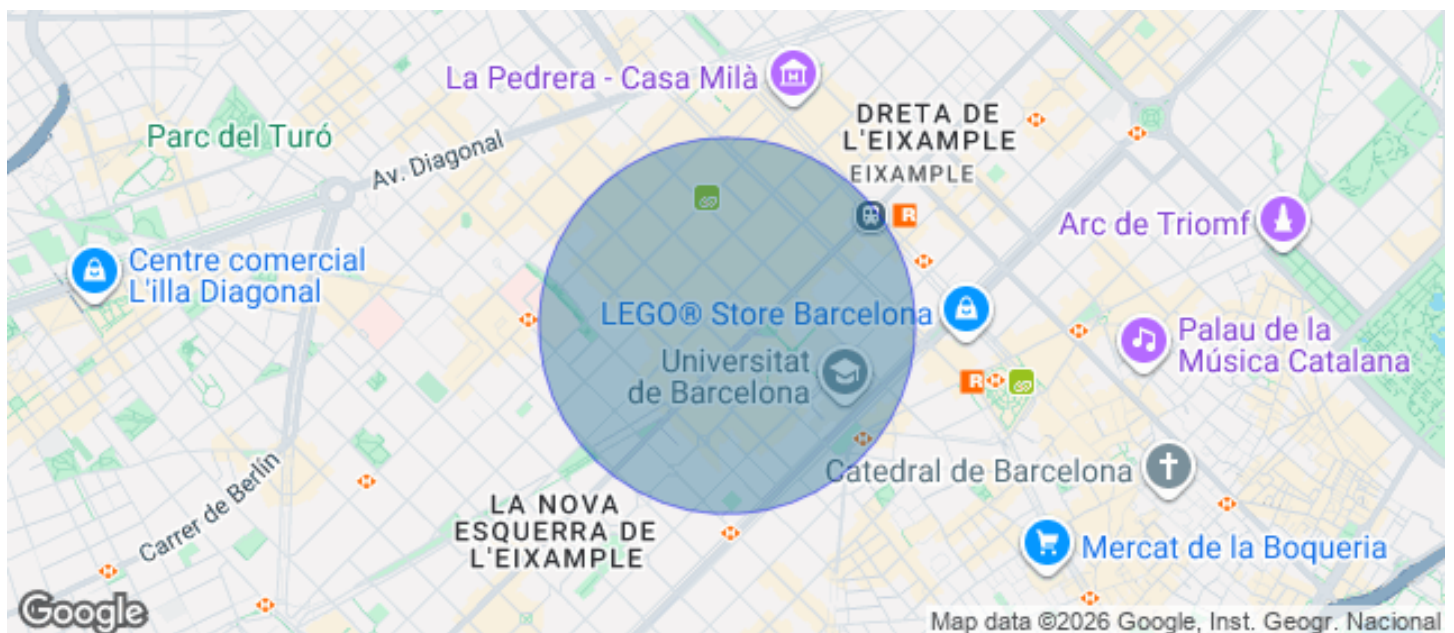 La Pedrera - Casa Milà
DRETA DE
L'EIXAMPLE
EIXAMPLE
Parc del Turó
Av. Diagonal
R
Arc de Triomf
Centre comercial
L'illa Diagonal
LEGO® Store Barcelona
Palau de la
Música Catalana
Universitat
de Barcelona
R
Catedral de Barcelona
Carrer de Berlín
LA NOVA
ESQUERRA DE
L'EIXAMPLE
Mercat de la Boqueria
Google
Map data ©2026 Google, Inst. Geogr. Nacional